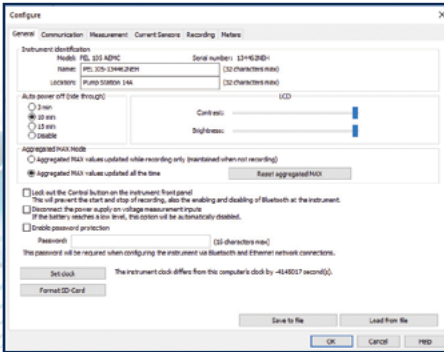 Configure
General Communication Measurement Current Sensors Recording Meters
Instrument identification
Model: PEL 105 AEMC Serial number: 134462NEH
Name: PEL 105-134462NEH (32 characters max)
Location: Pump Station 14A (32 characters max)
Auto power off (ride through) LCD
3 min
10 min Contrast:
15 min
Disable Brightness:
Aggregated MAX Mode
Aggregated MAX values updated while recording only (maintained when not recording)
Aggregated MAX values updated all the time Reset aggregated MAX
Lock out the Control button on the instrument front panel
This will prevent the start and stop of recording, also the enabling and disabling of Bluetooth at the instrument.
Disconnect the power supply on voltage measurement inputs
If the battery reaches a low level, this option will be automatically disabled.
Enable password protection
Password: (16 characters max)
This password will be required when configuring the instrument via Bluetooth and Ethernet network connections.
Set clock The instrument clock differs from this computer's clock by -4145017 second(s).
Format SD-Card
Save to file Load from file
OK Cancel Help